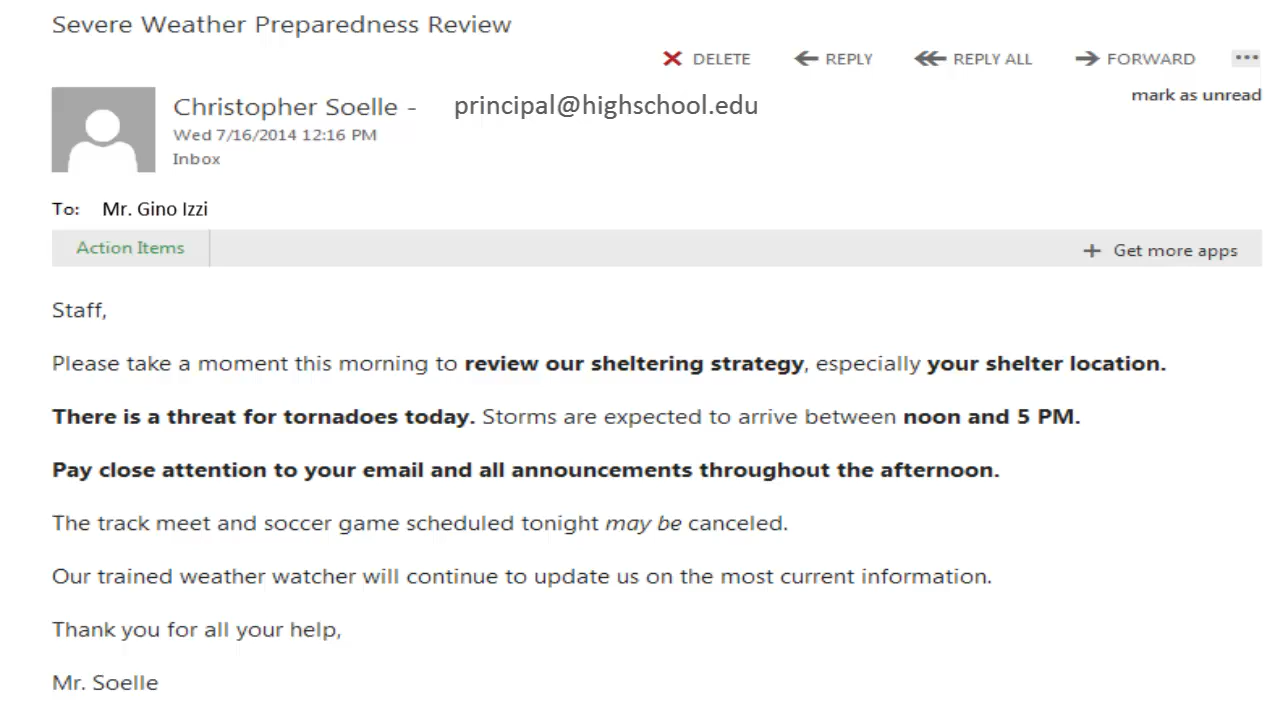 Severe Weather Preparedness Review
DELETE REPLY REPLY ALL FORWARD ...
mark as unread
Christopher Soelle - principal@highschool.edu
Wed 7/16/2014 12:16 PM
Inbox
To: Mr. Gino Izzi
Action Items + Get more apps
Staff,
Please take a moment this morning to review our sheltering strategy, especially your shelter location.
There is a threat for tornadoes today. Storms are expected to arrive between noon and 5 PM.
Pay close attention to your email and all announcements throughout the afternoon.
The track meet and soccer game scheduled tonight may be canceled.
Our trained weather watcher will continue to update us on the most current information.
Thank you for all your help,
Mr. Soelle